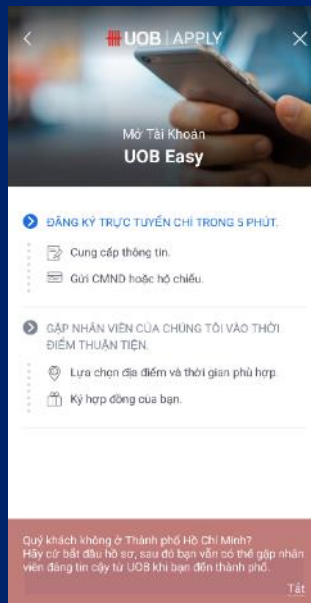 UOB | APPLY
Mở Tài Khoản
UOB Easy
ĐĂNG KÝ TRỰC TUYẾN CHỈ TRONG 5 PHÚT.
Cung cấp thông tin.
Gửi CMND hoặc hộ chiếu.
GẶP NHÂN VIÊN CỦA CHÚNG TÔI VÀO THỜI
ĐIỂM THUẬN TIỆN.
Lựa chọn địa điểm và thời gian phù hợp
Ký hợp đồng của bạn.
Quý khách không ở Thành phố Hồ Chí Minh?
Hãy cứ bắt đầu hồ sơ, sau đó bạn vẫn có thể gặp nhân
viên đáng tin cậy từ UOB khi bạn đến thành phố.
Tắt